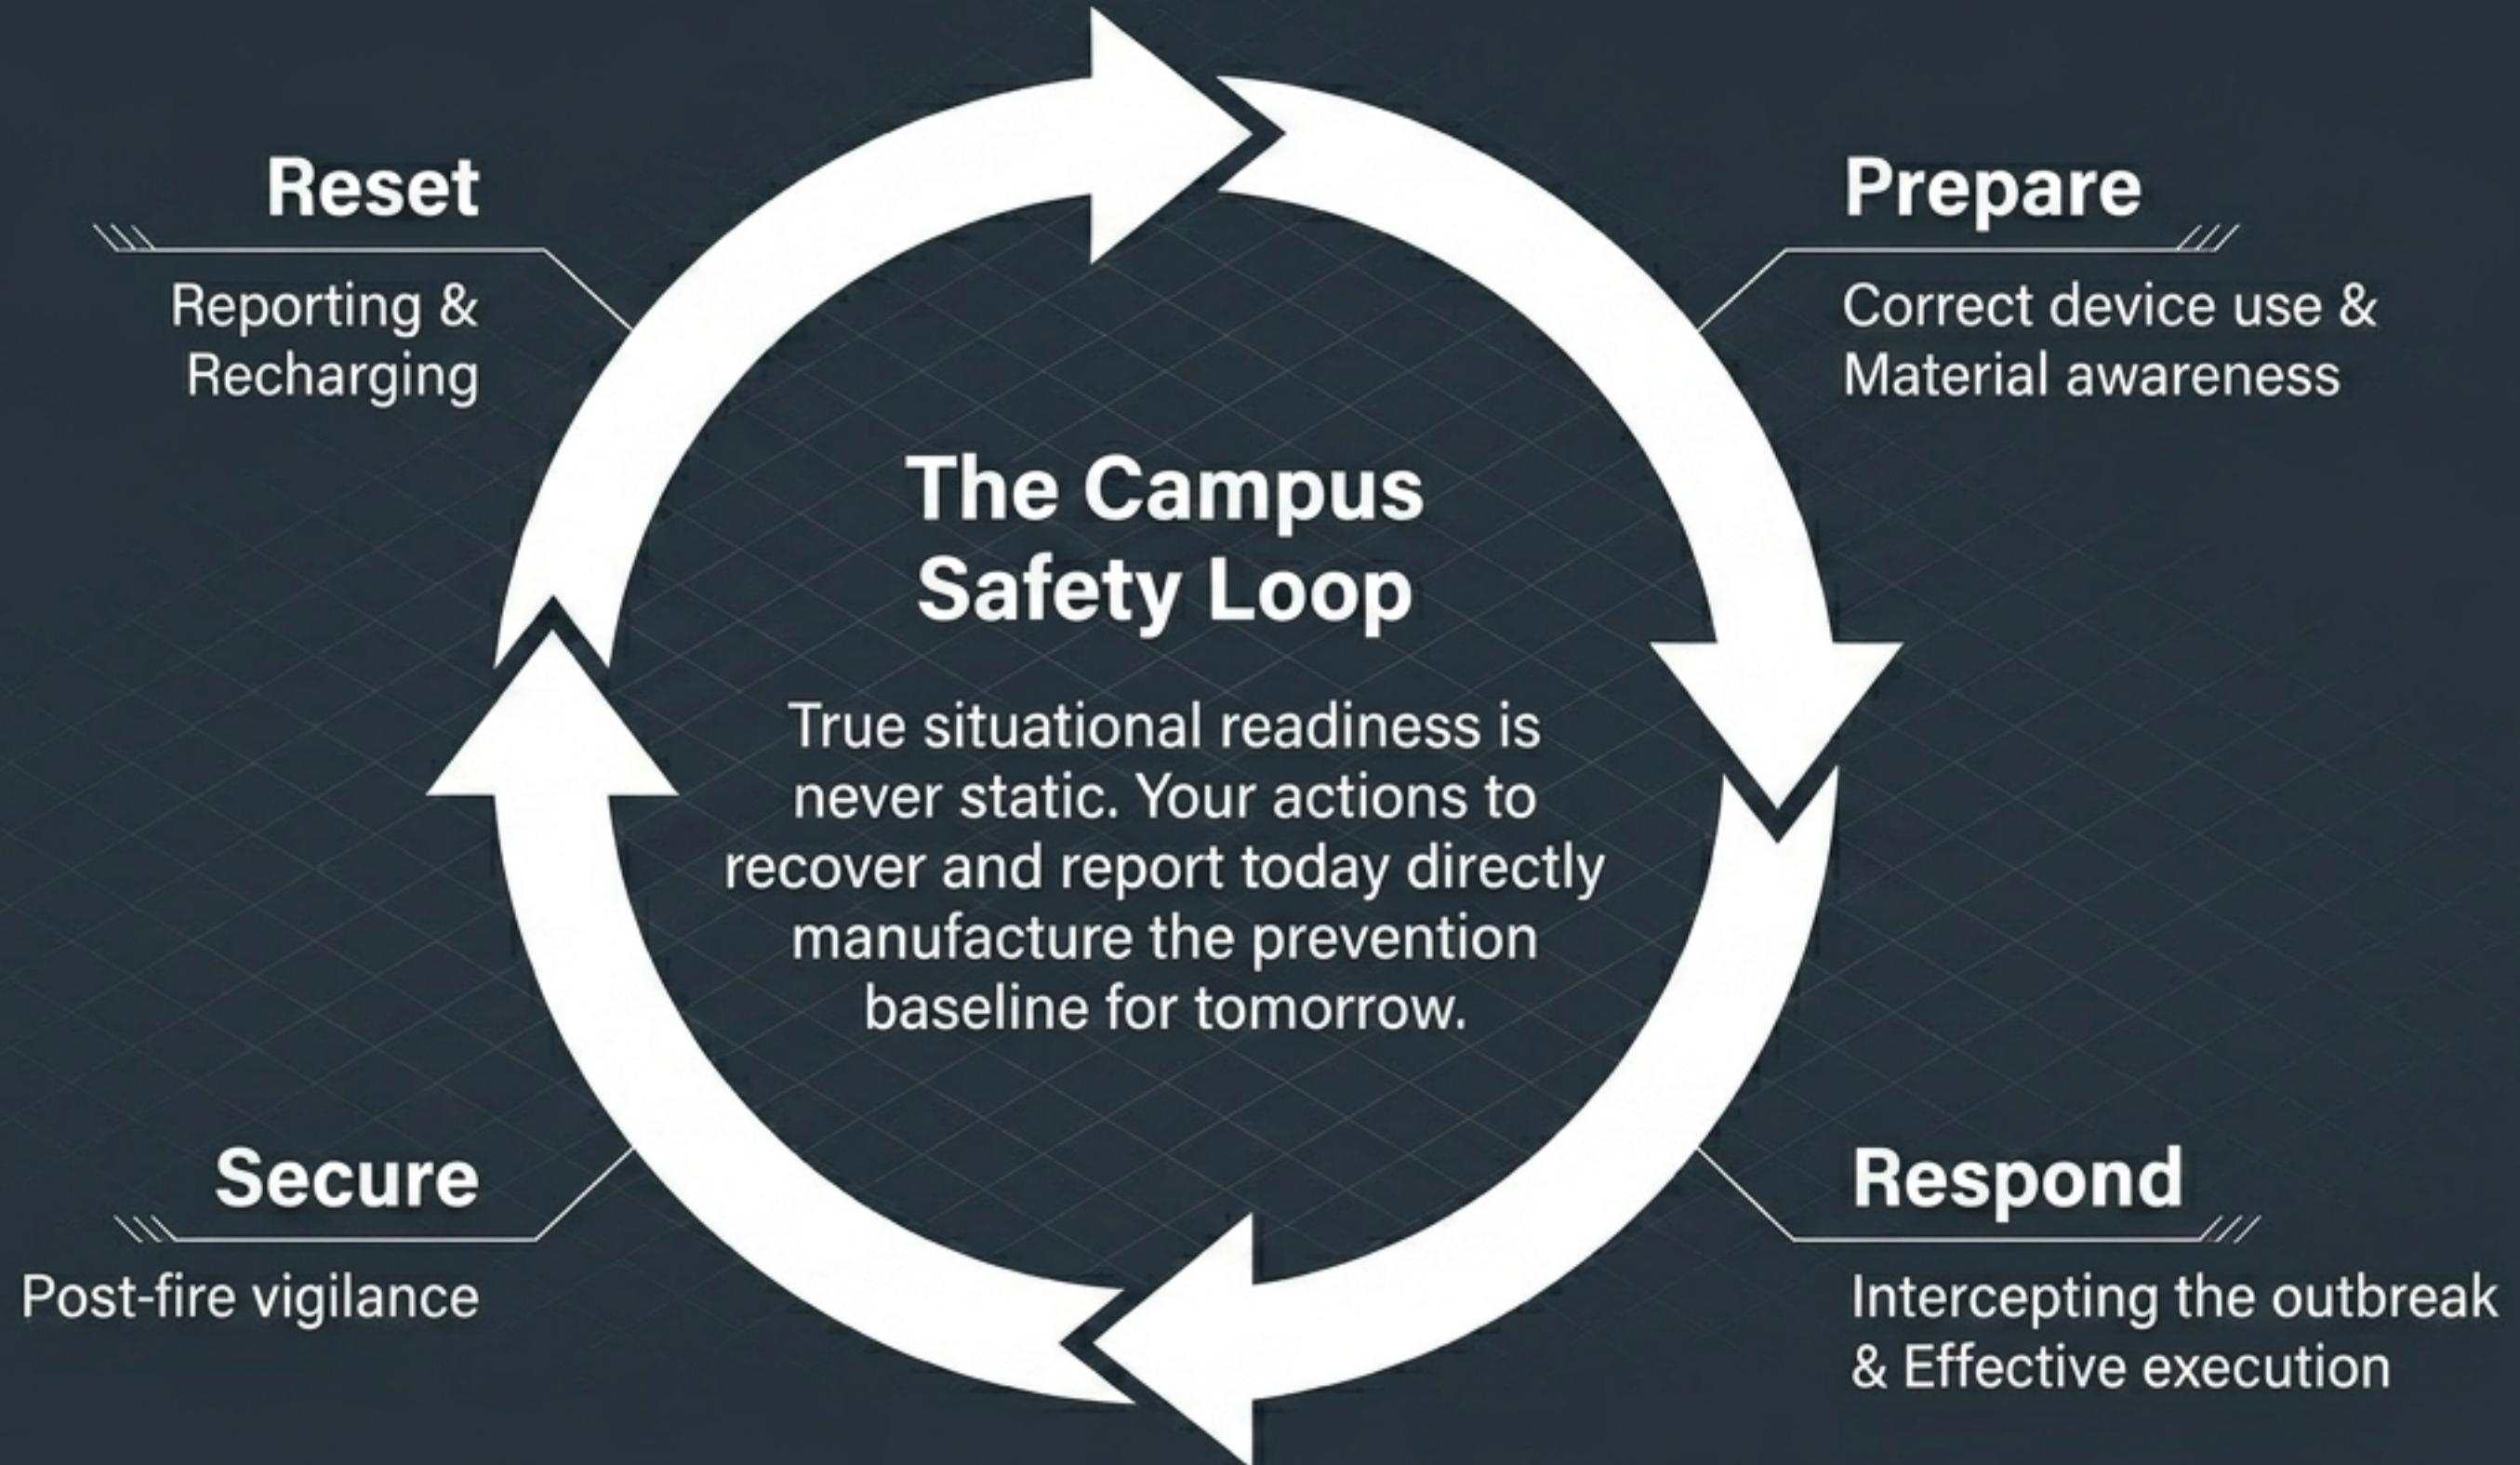 Reset
Reporting &
Recharging
Prepare
Correct device use &
Material awareness
The Campus
Safety Loop
True situational readiness is
never static. Your actions to
recover and report today directly
manufacture the prevention
baseline for tomorrow.
Secure
Post-fire vigilance
Respond
Intercepting the outbreak
& Effective execution